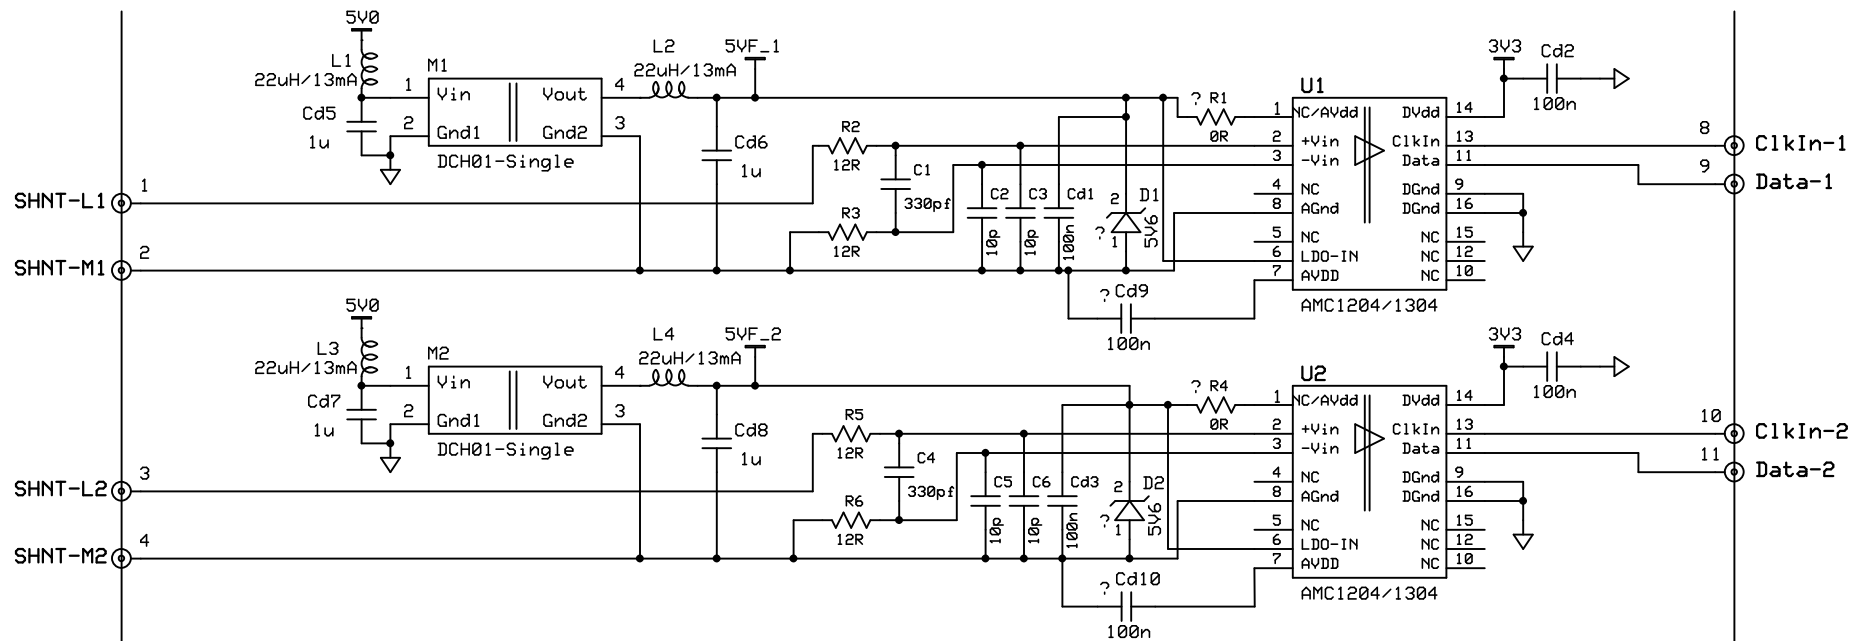 5V0
L1
22uH/13mA
Cd5
1u
M1
1
Vin
Vout
4
2
Gnd1
Gnd2
3
DCH01-Single
L2
22uH/13mA
5VF_1
Cd6
1u
R2
12R
C1
330pf
R3
12R
C2
10p
C3
10p
Cd1
100n
2
D1
?
1
5V6
? R1
0R
? Cd9
100n
U1
1 NC/AVdd DVdd 14
2 +Vin ClkIn 13
3 -Vin Data 11
4 NC DGnd 9
8 AGnd DGnd 16
5 NC NC 15
6 LDO-IN NC 12
7 AVDD NC 10
AMC1204/1304
3V3
Cd2
100n
8
ClkIn-1
9
Data-1
SHNT-L1
1
SHNT-M1
2
5V0
L3
22uH/13mA
Cd7
1u
M2
1
Vin
Vout
4
2
Gnd1
Gnd2
3
DCH01-Single
L4
22uH/13mA
5VF_2
Cd8
1u
R5
12R
C4
330pf
R6
12R
C5
10p
C6
10p
Cd3
100n
2
D2
?
1
5V6
? R4
0R
? Cd10
100n
U2
1 NC/AVdd DVdd 14
2 +Vin ClkIn 13
3 -Vin Data 11
4 NC DGnd 9
8 AGnd DGnd 16
5 NC NC 15
6 LDO-IN NC 12
7 AVDD NC 10
AMC1204/1304
3V3
Cd4
100n
10
ClkIn-2
11
Data-2
SHNT-L2
3
SHNT-M2
4